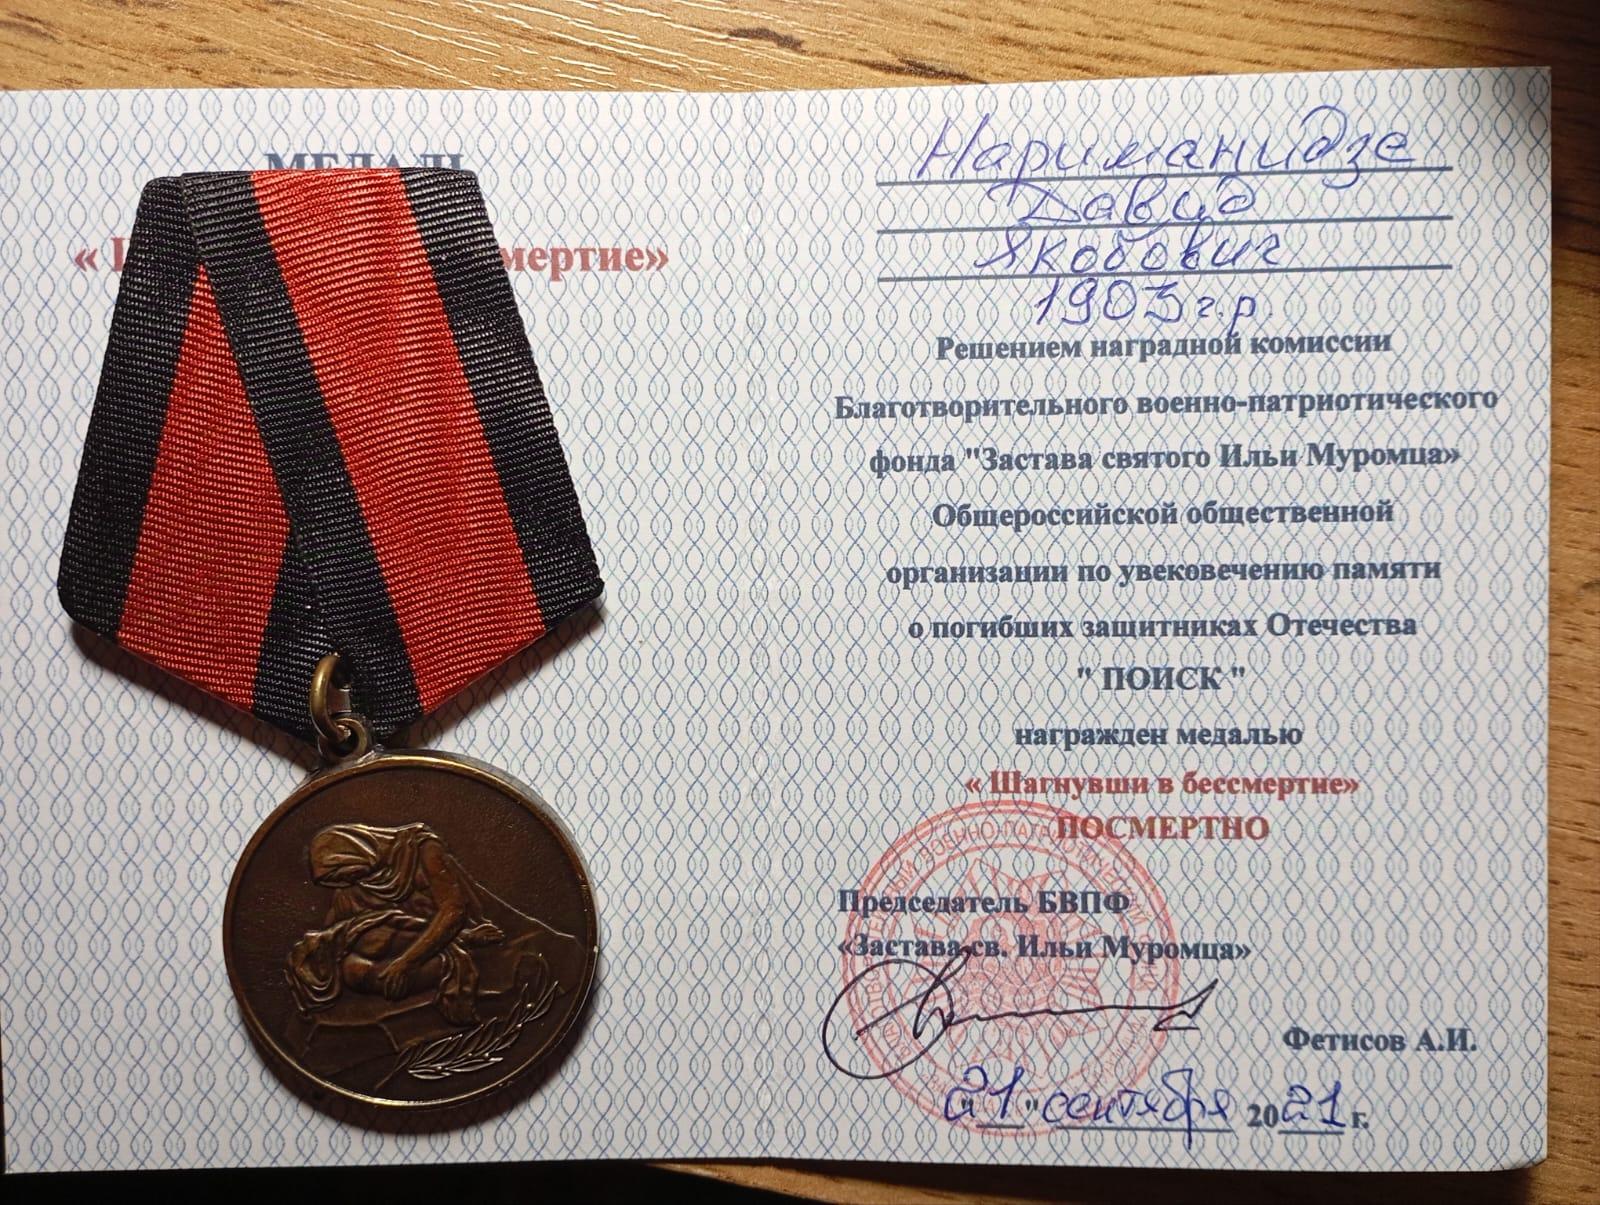 МЕДАЛЬ
« Ш мертие»
Нариманидзе
Давид
Якобович
1903 г.р.
Решением наградной комиссии
Благотворительного военно-патриотического
фонда "Застава святого Ильи Муромца»
Общероссийской общественной
организации по увековечению памяти
о погибших защитниках Отечества
" ПОИСК "
награжден медалью
« Шагнувши в бессмертие»
ПОСМЕРТНО
Председатель БВПФ
«Застава св. Ильи Муромца»
Фетисов А.И.
"21" сентября 2021 г.